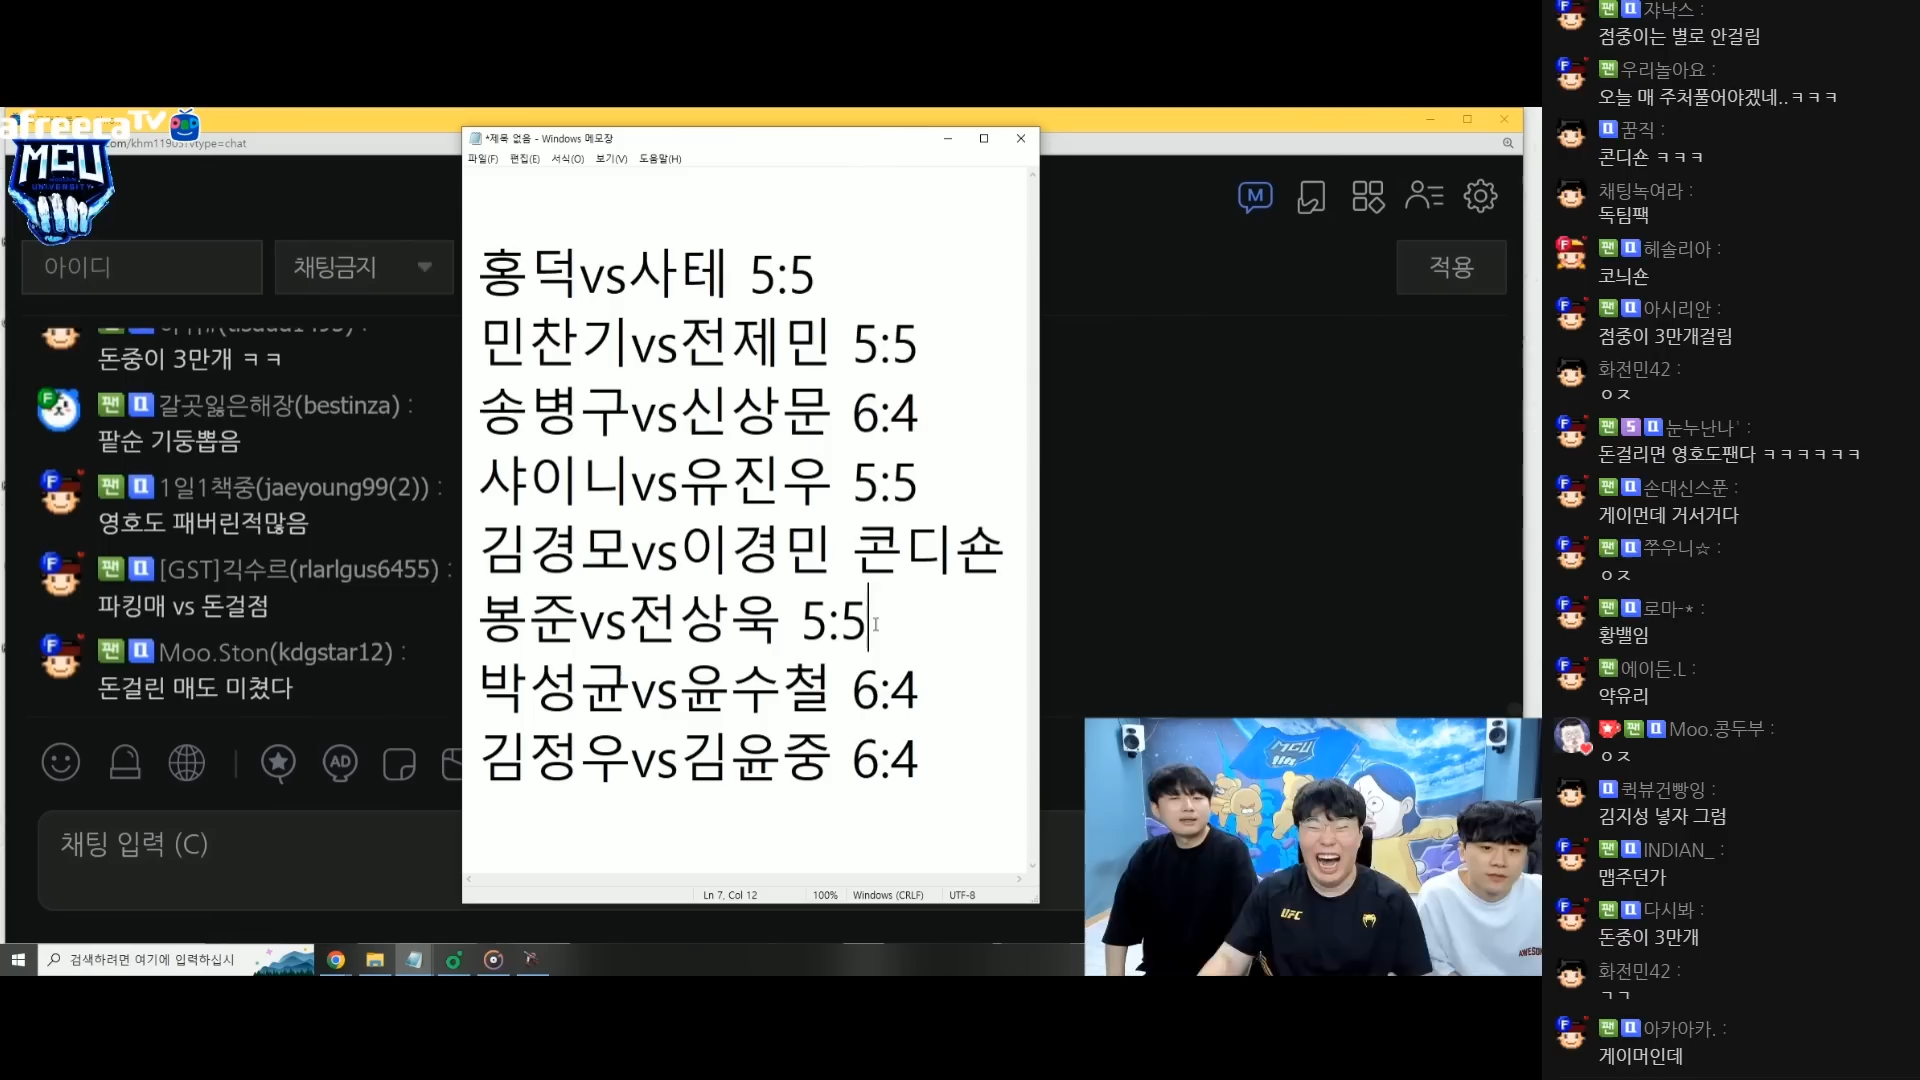 afreecaTV
MCU
UNIVERSITY
com/khm11903?vtype=chat
아이디
채팅금지
적용
돈중이 3만개 ㅋㅋ
팬 갈곳잃은해장(bestinza) :
팥순 기둥뽑음
팬 1일1책중(jaeyoung99(2)) :
영호도 패버린적많음
팬 [GST]긱수르(rlarlgus6455) :
파킹매 vs 돈걸점
팬 Moo.Ston(kdgstar12) :
돈걸린 매도 미쳤다
AD
채팅 입력 (C)
검색하려면 여기에 입력하십시
*제목 없음 - Windows 메모장
파일(F) 편집(E) 서식(O) 보기(V) 도움말(H)
홍덕vs사테 5:5
민찬기vs전제민 5:5
송병구vs신상문 6:4
샤이니vs유진우 5:5
김경모vs이경민 콘디숀
봉준vs전상욱 5:5
박성균vs윤수철 6:4
김정우vs김윤중 6:4
Ln 7, Col 12 100% Windows (CRLF) UTF-8
M
MCU
UFC
팬 쟈낙스 :
점중이는 별로 안걸림
팬 우리놀아요 :
오늘 매 주처풀어야겠네..ㅋㅋㅋ
꿈직 :
콘디숀 ㅋㅋㅋ
채팅녹여라 :
독팀팩
팬 헤솔리아 :
코늬숀
팬 아시리안 :
점중이 3만개걸림
화전민42 :
ㅇㅈ
팬 S 눈누난나' :
돈걸리면 영호도팬다 ㅋㅋㅋㅋㅋㅋ
팬 손대신스푼 :
게이먼데 거서거다
팬 쭈우니☆ :
ㅇㅈ
팬 로마-* :
황밸임
팬 에이든.L :
약유리
팬 Moo.콩두부 :
ㅇㅈ
퀵뷰건빵잉 :
김지성 넣자 그럼
팬 INDIAN_ :
맵주던가
팬 다시봐 :
돈중이 3만개
화전민42 :
ㄱㄱ
팬 아카아카. :
게이머인데